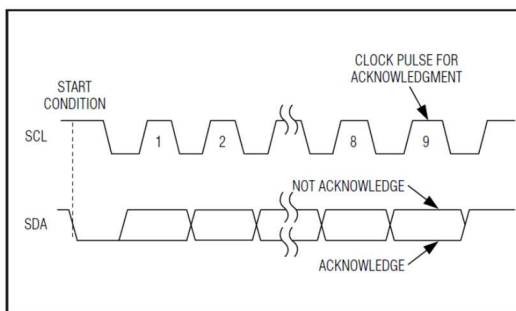 CLOCK PULSE FOR
ACKNOWLEDGMENT
START
CONDITION
SCL
1
2
8
9
NOT ACKNOWLEDGE
SDA
ACKNOWLEDGE